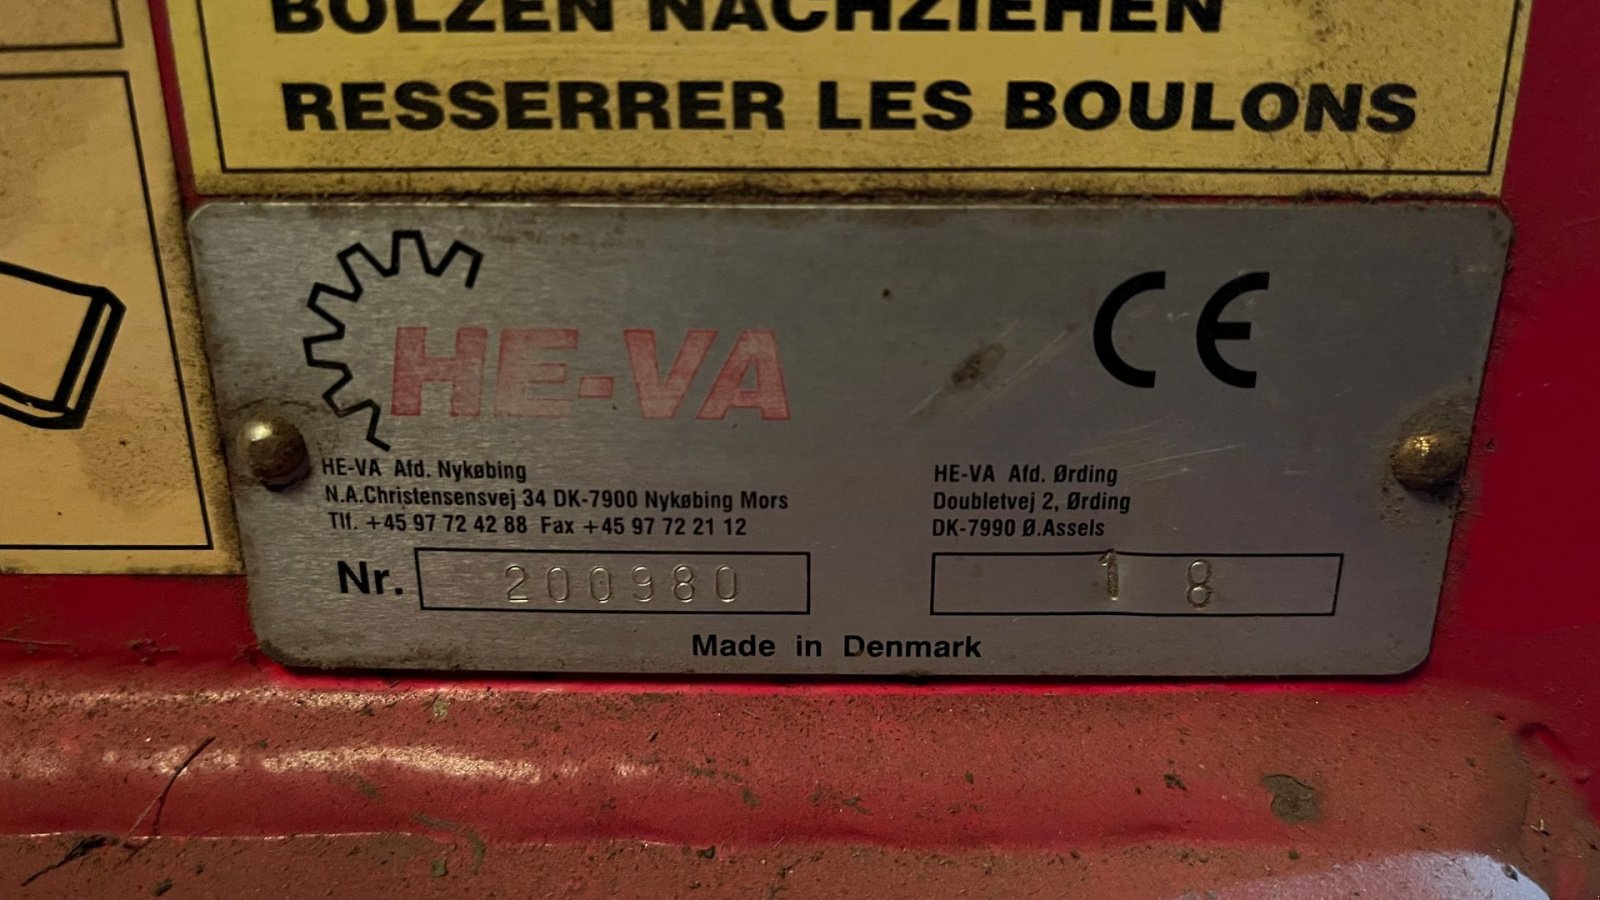 BOLZEN NACHZIEHEN
RESSERRER LES BOULONS
HE-VA
CE
HE-VA Afd. Nykøbing
N.A.Christensensvej 34 DK-7900 Nykøbing Mors
Tlf. +45 97 72 42 88 Fax +45 97 72 21 12
HE-VA Afd. Ørding
Doubletvej 2, Ørding
DK-7990 Ø.Assels
Nr. 200980
1 8
Made in Denmark